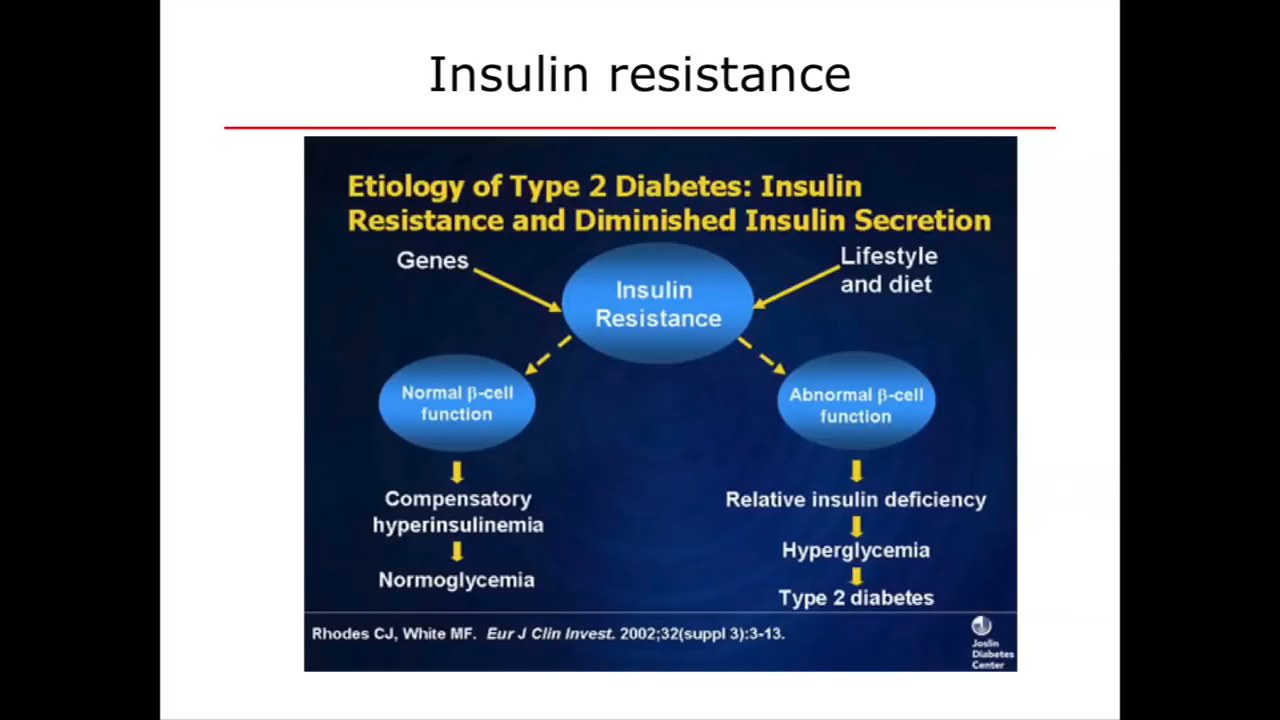 Insulin resistance
Etiology of Type 2 Diabetes: Insulin
Resistance and Diminished Insulin Secretion
Genes
Lifestyle
and diet
Insulin
Resistance
Normal β-cell
function
Abnormal β-cell
function
Compensatory
hyperinsulinemia
Normoglycemia
Relative insulin deficiency
Hyperglycemia
Type 2 diabetes
Rhodes CJ, White MF. Eur J Clin Invest. 2002;32(suppl 3):3-13.
Joslin
Diabetes
Center